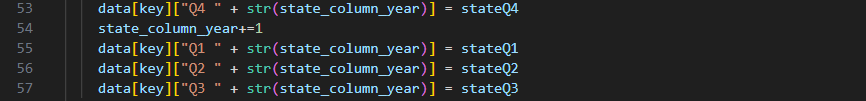 53 data[key]["Q4 " + str(state_column_year)] = stateQ4
54 state_column_year+=1
55 data[key]["Q1 " + str(state_column_year)] = stateQ1
56 data[key]["Q2 " + str(state_column_year)] = stateQ2
57 data[key]["Q3 " + str(state_column_year)] = stateQ3